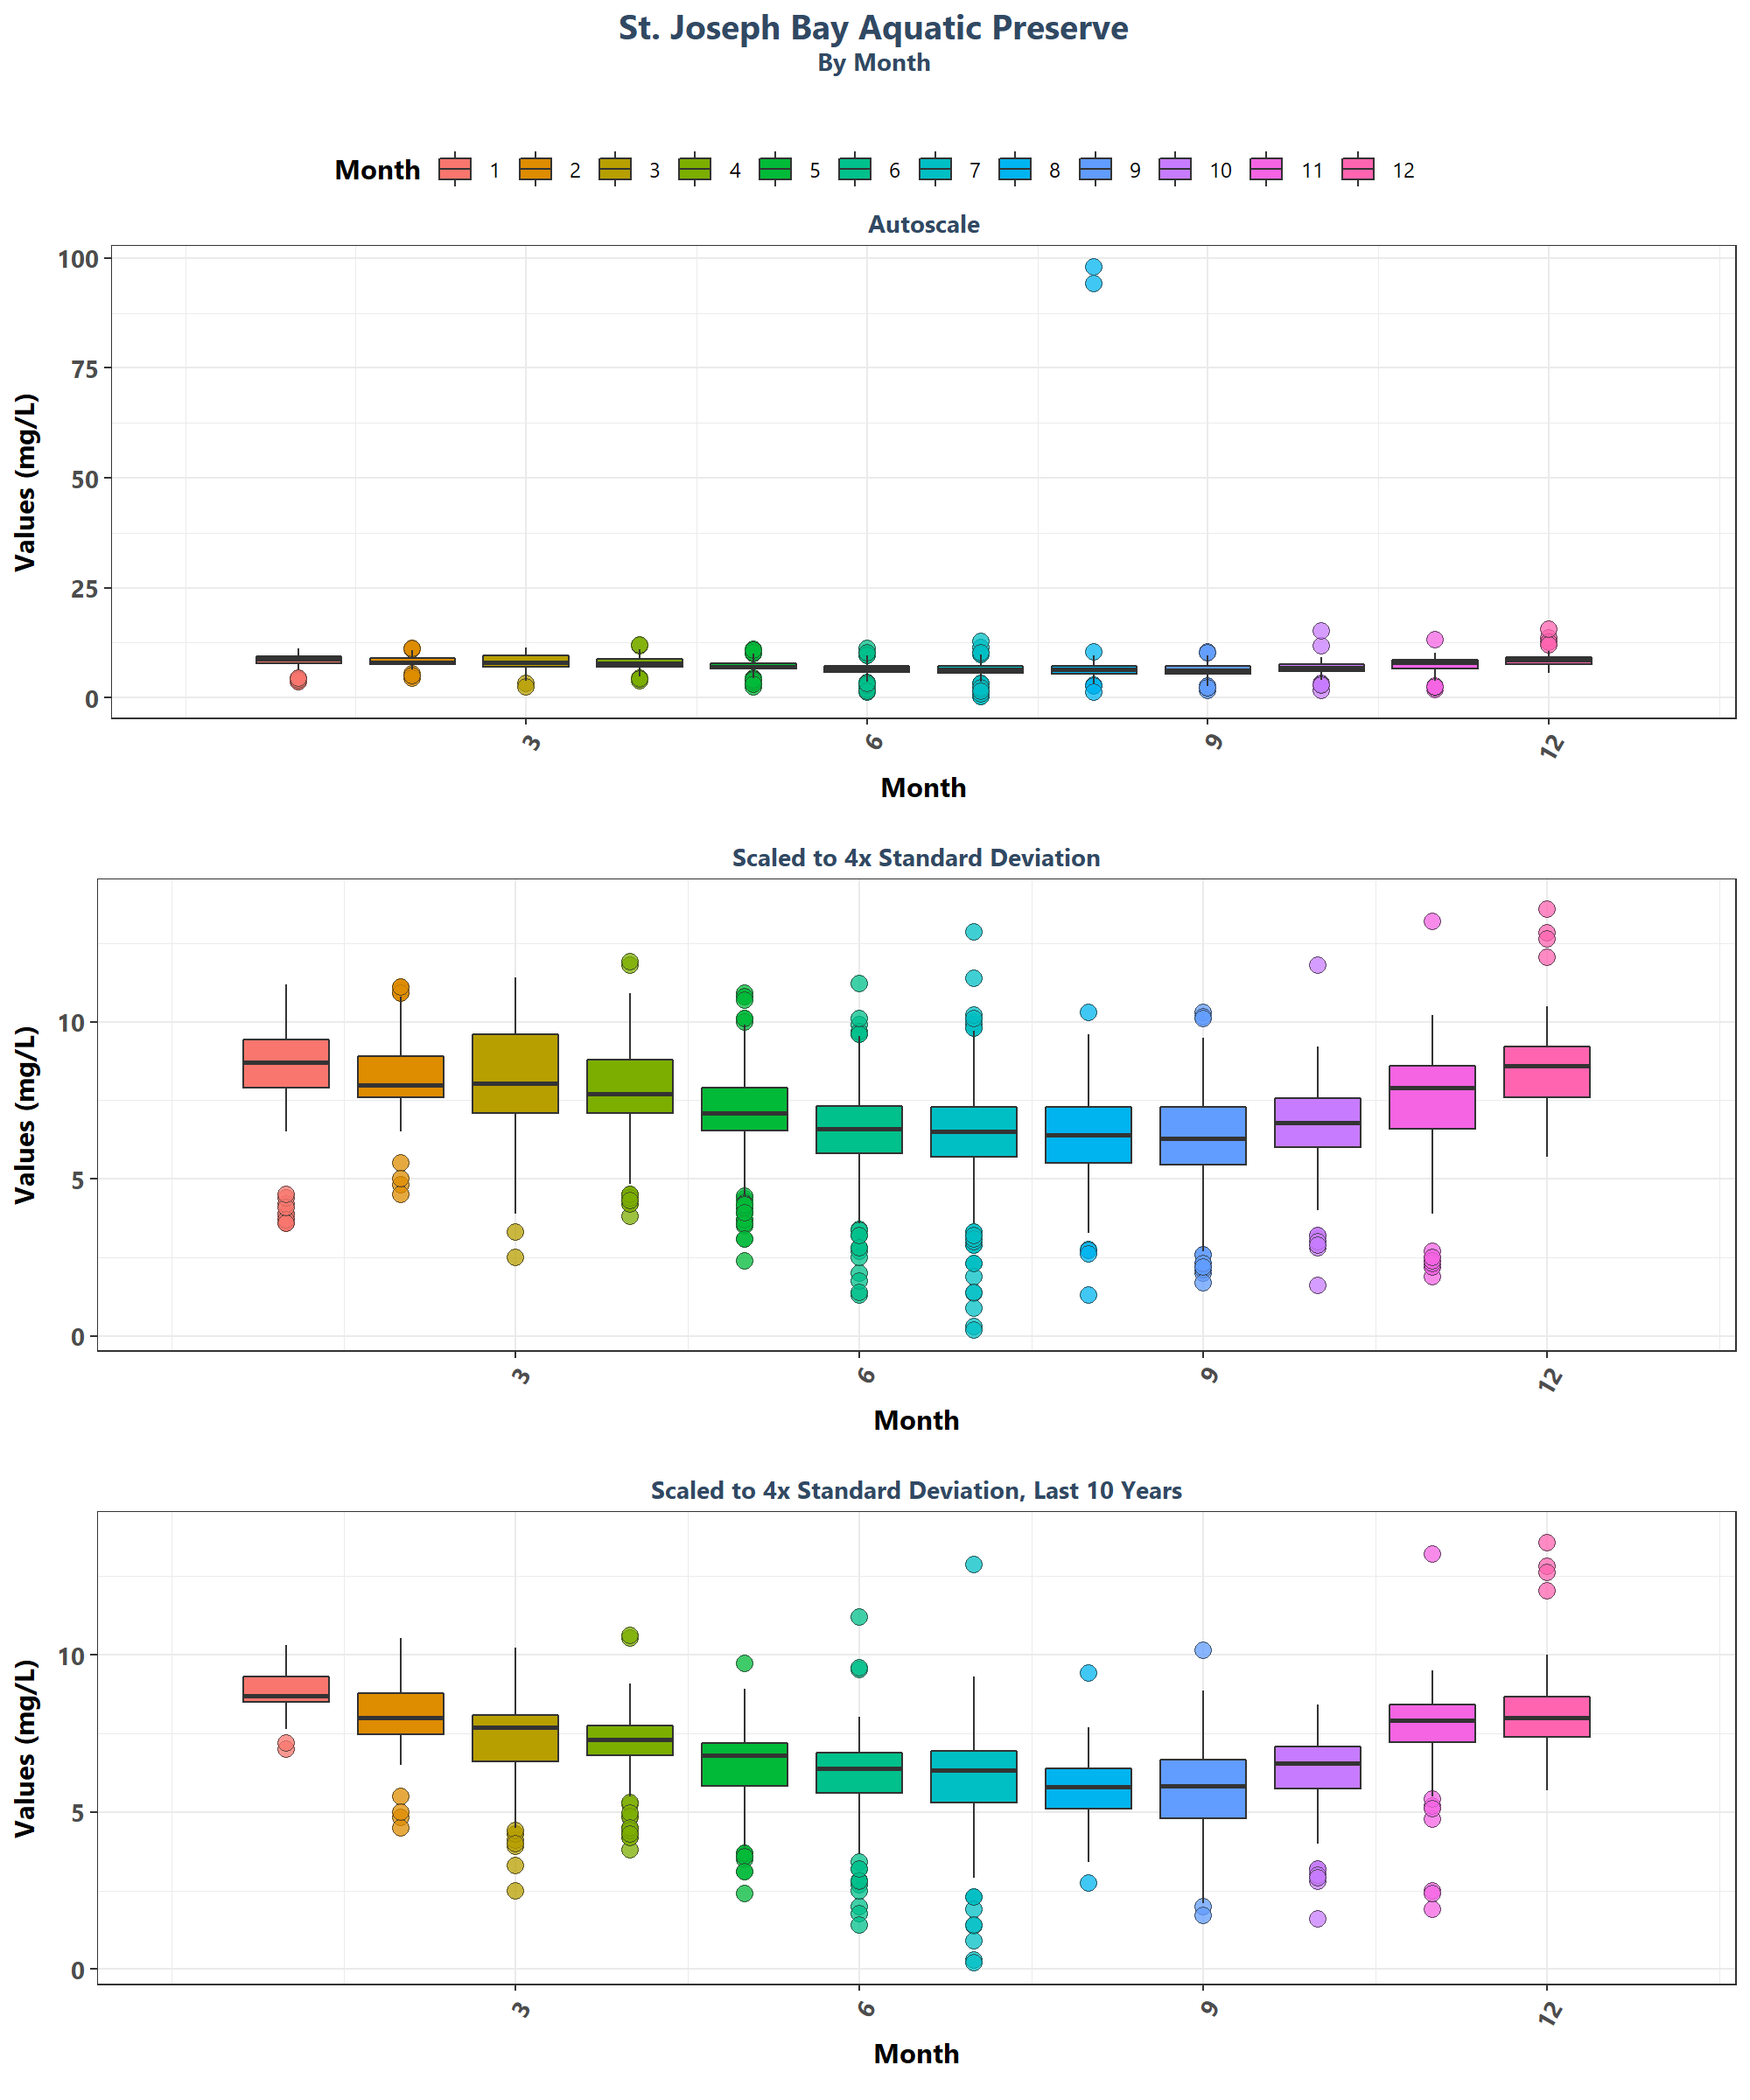 St. Joseph Bay Aquatic Preserve
By Month
Month 1 2 3 4 5 6 7 8 9 10 11 12
Autoscale
Values (mg/L)
100
75
50
25
0
3 6 9 12
Month
Scaled to 4x Standard Deviation
Values (mg/L)
10
5
0
3 6 9 12
Month
Scaled to 4x Standard Deviation, Last 10 Years
Values (mg/L)
10
5
0
3 6 9 12
Month